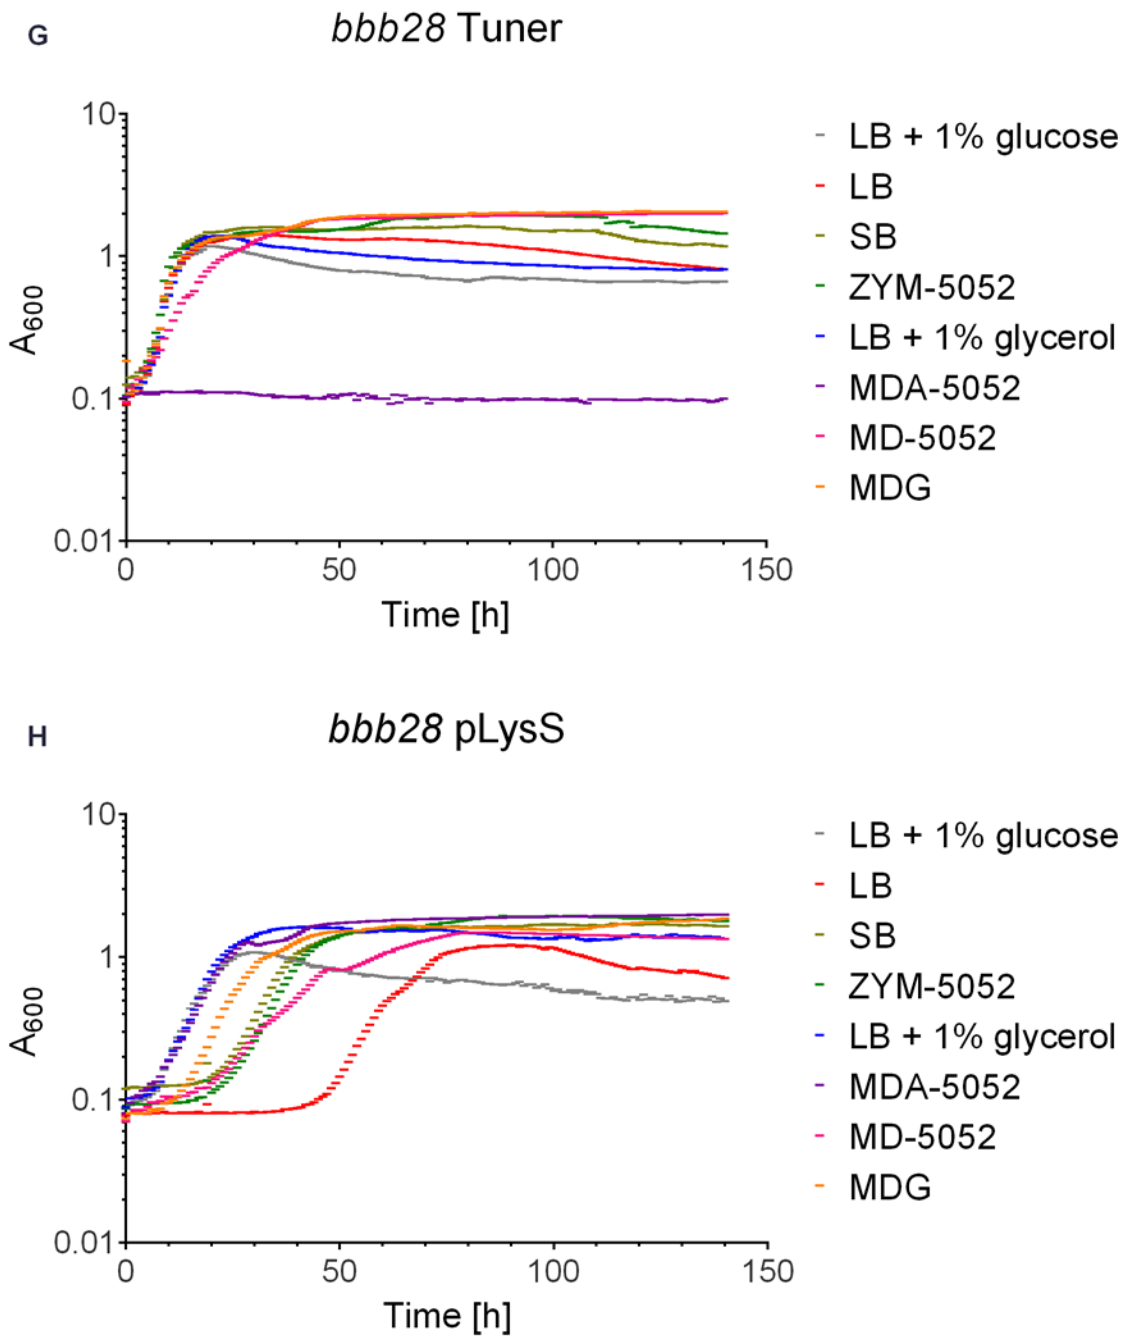 G
bbb28 Tuner
10
1
0.1
0.01
A600
0 50 100 150
Time [h]
LB + 1% glucose
LB
SB
ZYM-5052
LB + 1% glycerol
MDA-5052
MD-5052
MDG
H
bbb28 pLysS
10
1
0.1
0.01
A600
0 50 100 150
Time [h]
LB + 1% glucose
LB
SB
ZYM-5052
LB + 1% glycerol
MDA-5052
MD-5052
MDG